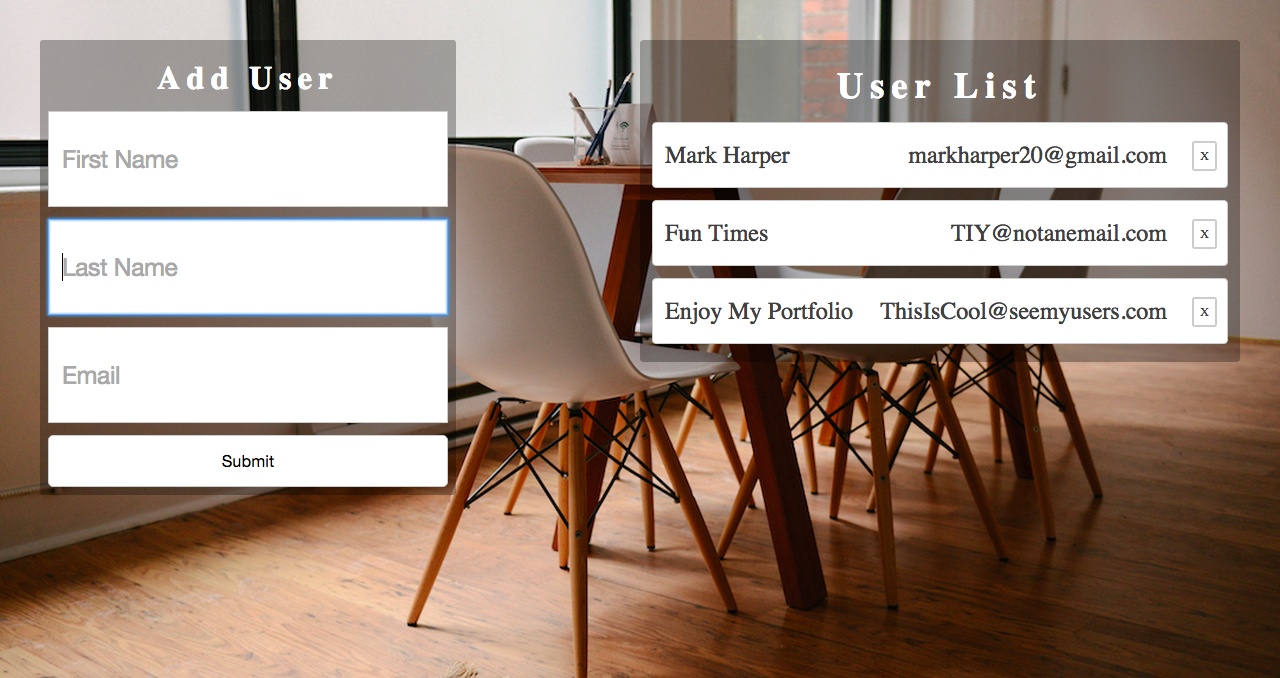 Add User
First Name
Last Name
Email
Submit
User List
Mark Harper markharper20@gmail.com x
Fun Times TIY@notanemail.com x
Enjoy My Portfolio ThisIsCool@seemyusers.com x